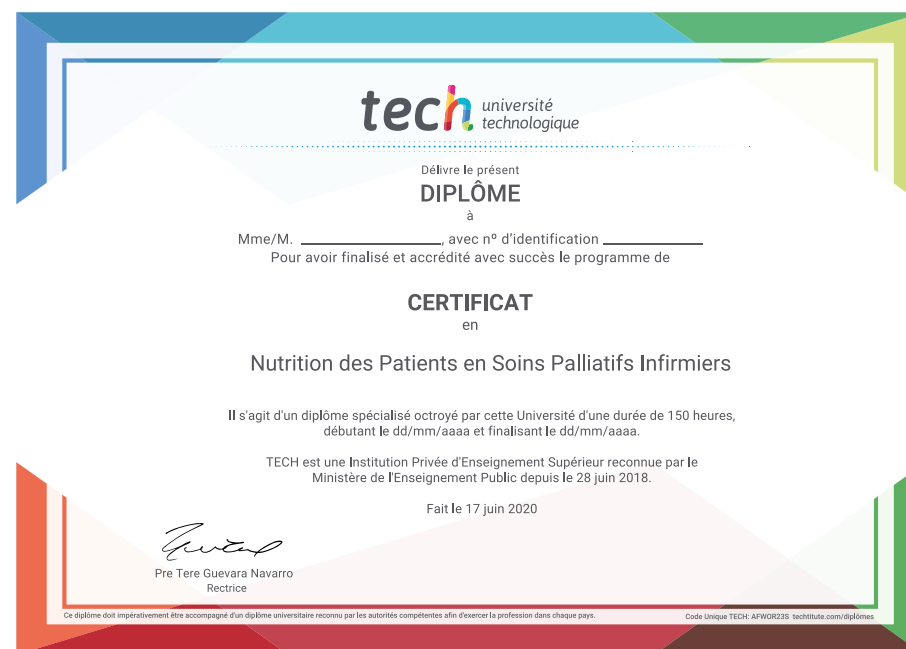 tech université
technologique
Délivre le présent
DIPLÔME
à
Mme/M. ____________________, avec nº d'identification ______________
Pour avoir finalisé et accrédité avec succès le programme de
CERTIFICAT
en
Nutrition des Patients en Soins Palliatifs Infirmiers
Il s'agit d'un diplôme spécialisé octroyé par cette Université d'une durée de 150 heures,
débutant le dd/mm/aaaa et finalisant le dd/mm/aaaa.
TECH est une Institution Privée d'Enseignement Supérieur reconnue par le
Ministère de l'Enseignement Public depuis le 28 juin 2018.
Fait le 17 juin 2020
Pre Tere Guevara Navarro
Rectrice
Ce diplôme doit impérativement être accompagné d'un diplôme universitaire reconnu par les autorités compétentes afin d'exercer la profession dans chaque pays.
Code Unique TECH: AFWOR23S techtitute.com/diplômes